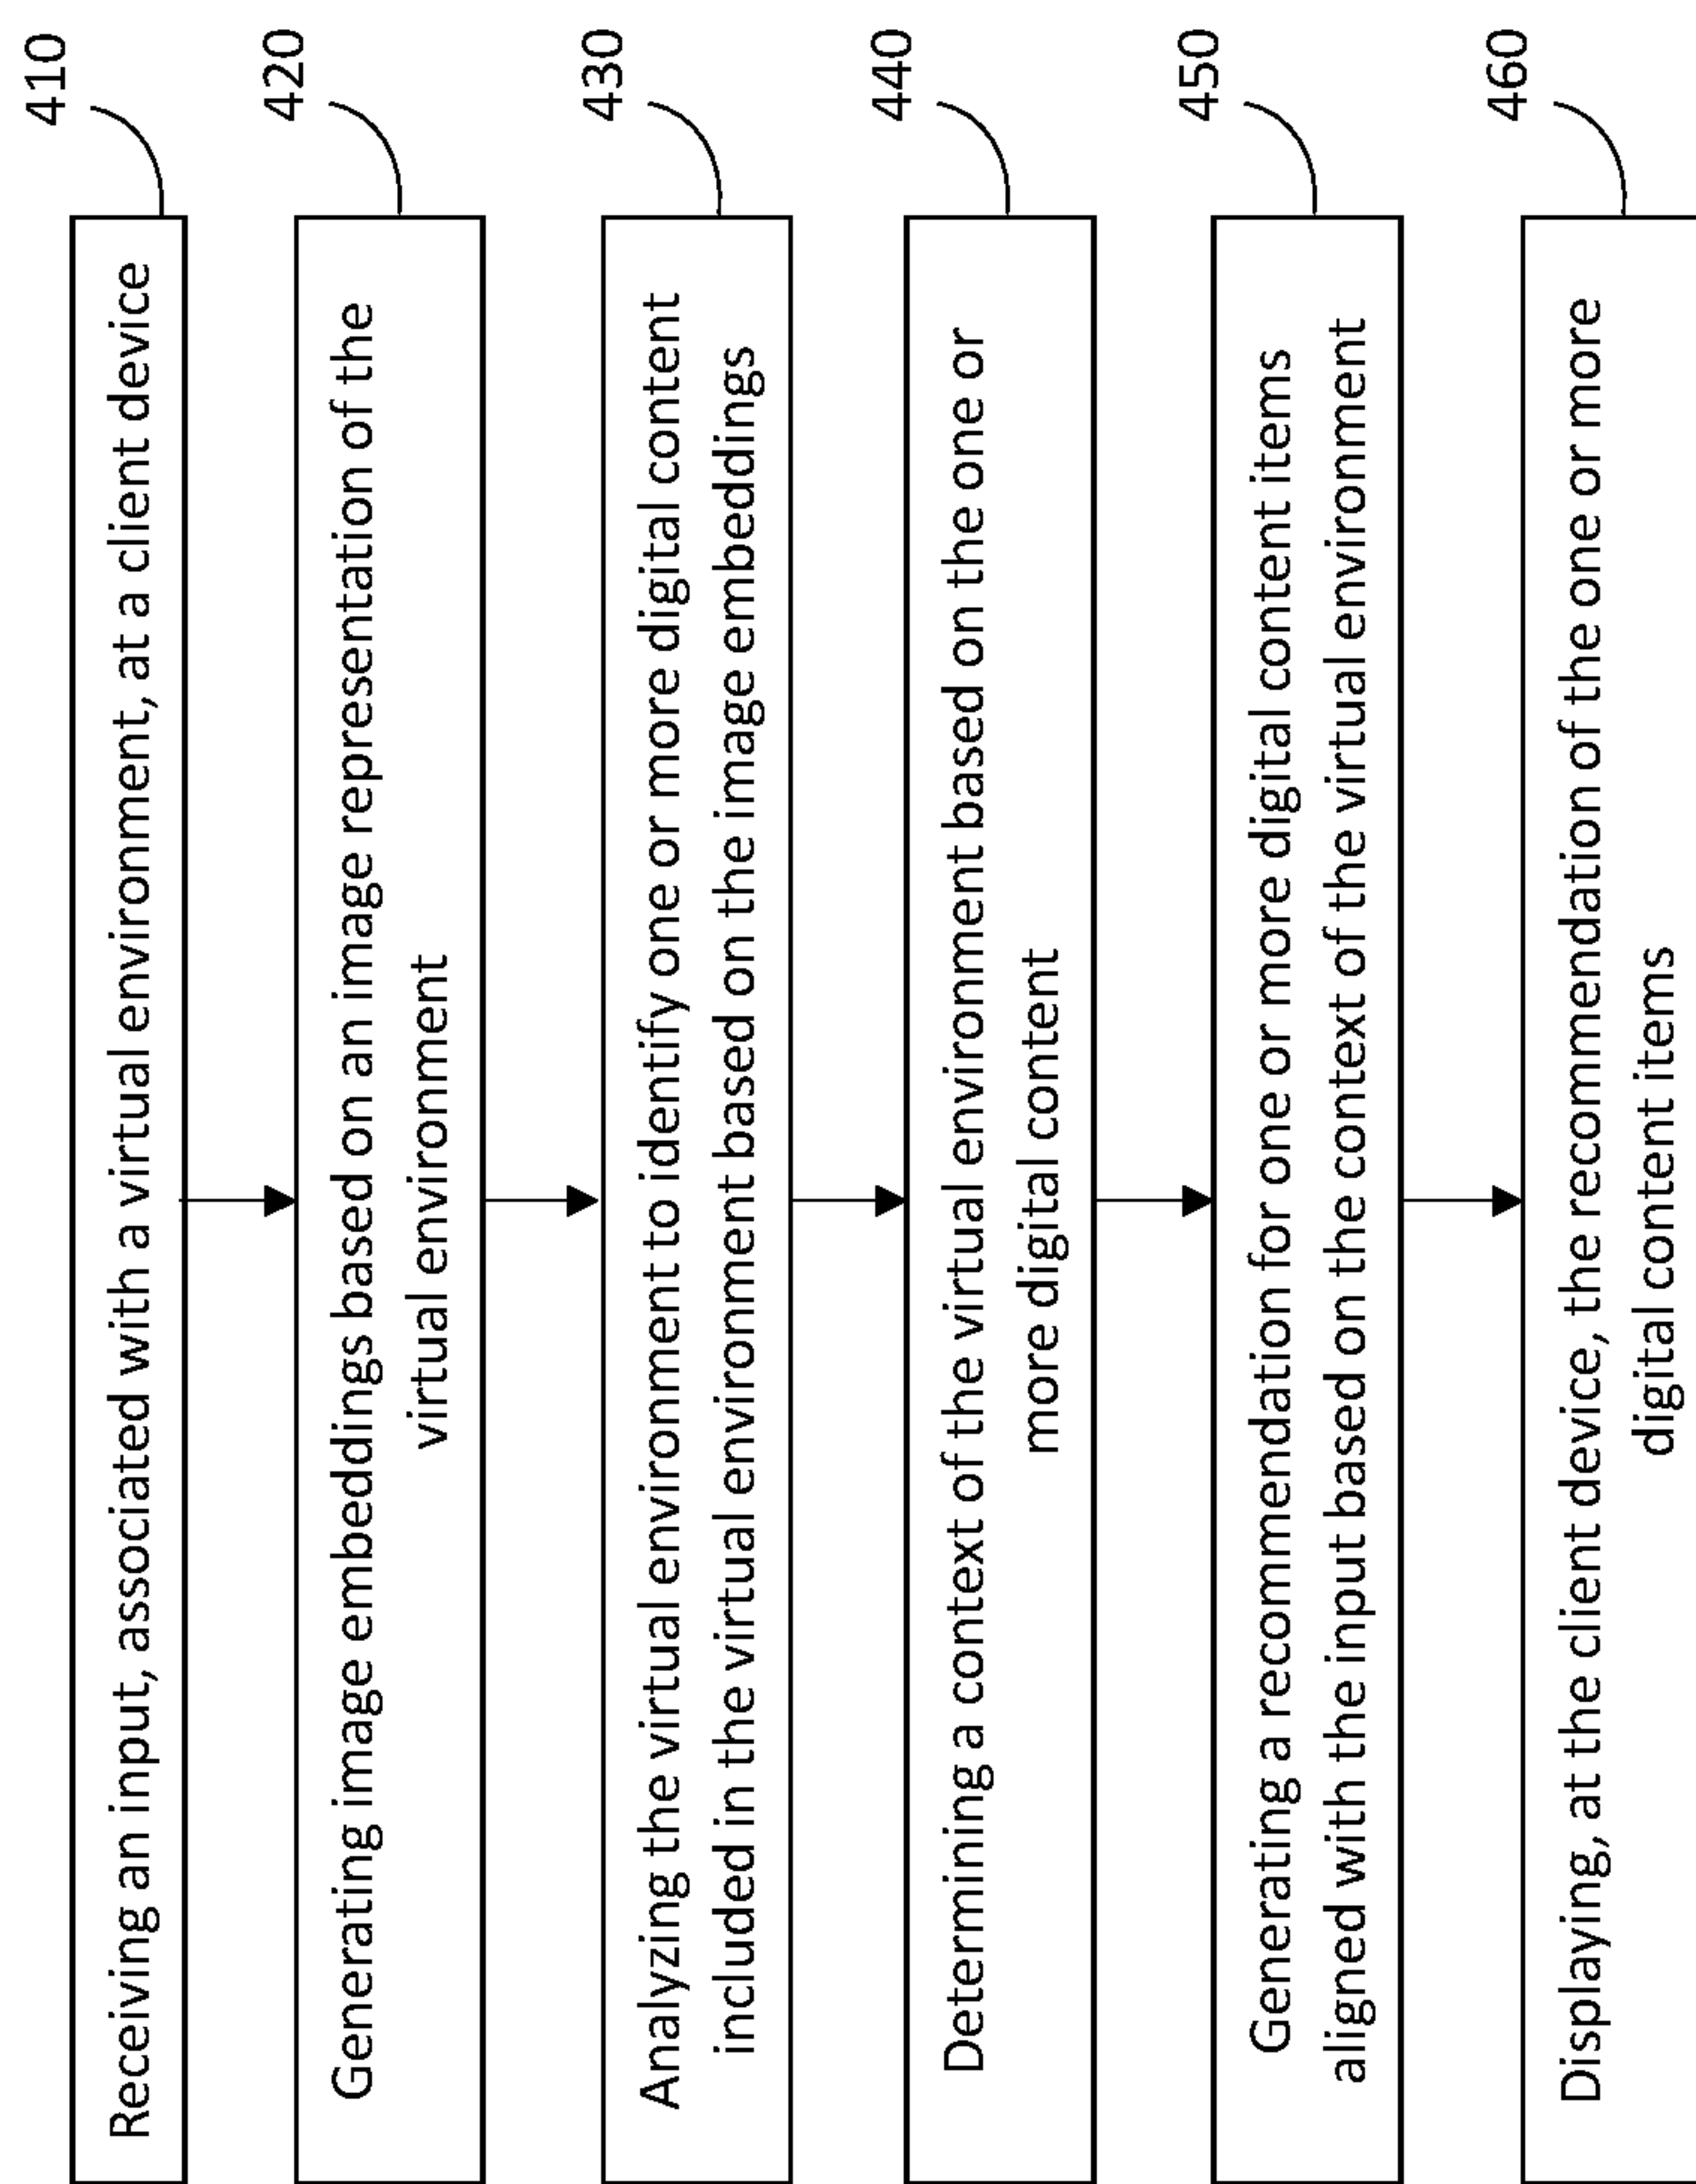 410
Receiving an input, associated with a virtual environment, at a client device
420
Generating image embeddings based on an image representation of the
virtual environment
430
Analyzing the virtual environment to identify one or more digital content
included in the virtual environment based on the image embeddings
440
Determining a context of the virtual environment based on the one or
more digital content
450
Generating a recommendation for one or more digital content items
aligned with the input based on the context of the virtual environment
460
Displaying, at the client device, the recommendation of the one or more
digital content items